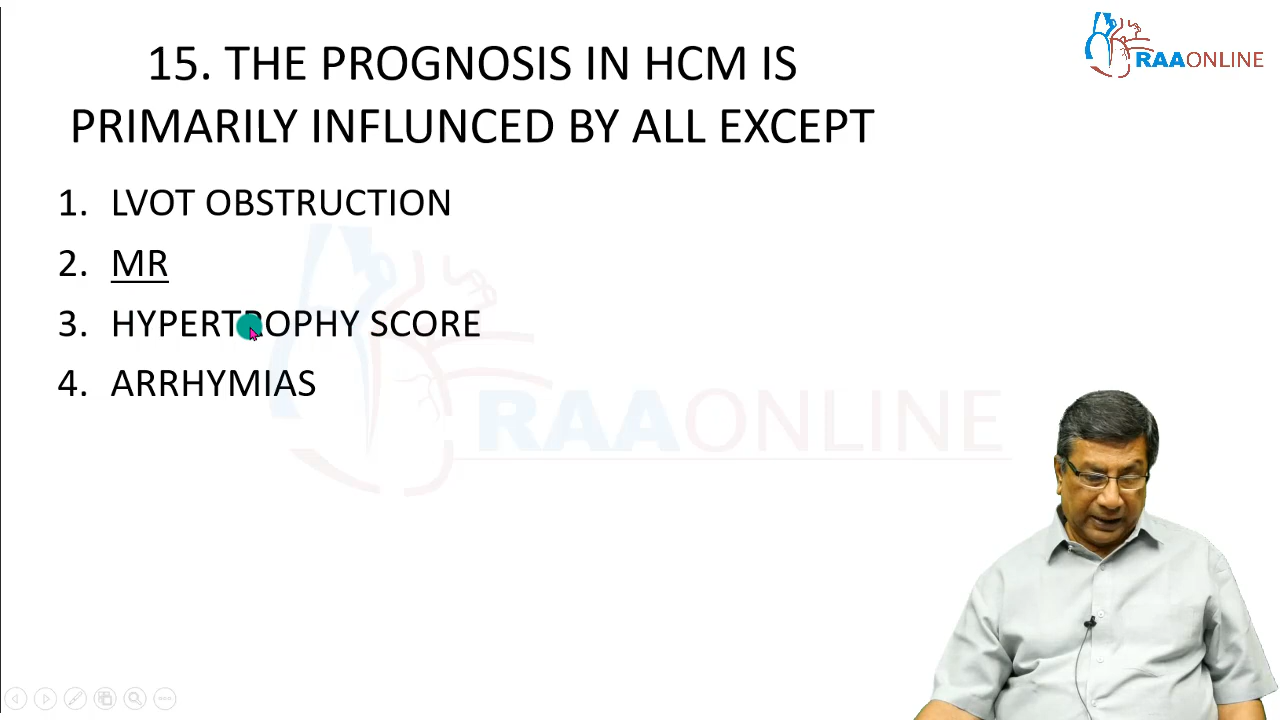 15. THE PROGNOSIS IN HCM IS
PRIMARILY INFLUNCED BY ALL EXCEPT
1. LVOT OBSTRUCTION
2. MR
3. HYPERTROPHY SCORE
4. ARRHYMIAS
RAAONLINE
RAAONLINE